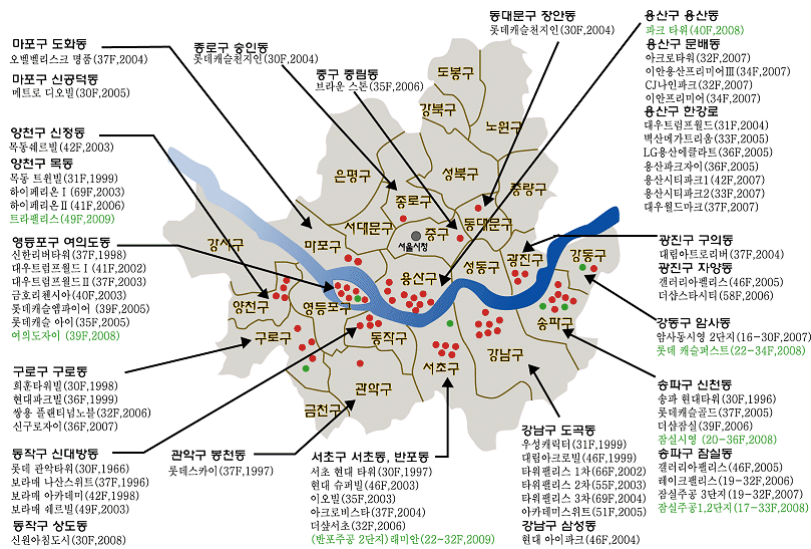 마포구 도화동
오벨벨리스크 명품(37F,2004)
마포구 신공덕동
메트로 디오빌(30F,2005)
양천구 신정동
목동쉐르빌(42F,2003)
양천구 목동
목동 트윈빌(31F,1999)
하이페리온Ⅰ(69F,2003)
하이페리온Ⅱ(41F,2006)
트라팰리스(49F,2009)
영등포구 여의도동
신한리버타워(37F,1998)
대우트럼프월드Ⅰ(41F,2002)
대우트럼프월드Ⅱ(37F,2003)
금호리첸시아(40F,2003)
롯데캐슬엠파이어 (39F,2005)
롯데캐슬 아이(35F,2005)
여의도자이 (39F,2008)
구로구 구로동
희훈타워빌(30F,1998)
현대파크빌(36F,1999)
쌍용 플랜티넘노블(32F,2006)
신구로자이(36F,2007)
동작구 신대방동
롯데 관악타워(30F,1966)
보라매 나산스위트(37F,1996)
보라매 아카데미(42F,1998)
보라매 쉐르빌(49F,2003)
동작구 상도동
신원아침도시(30F,2008)
종로구 숭인동
롯데캐슬천지인(30F,2004)
중구 중림동
브라운 스톤(35F,2006)
동대문구 장안동
롯데캐슬천지인(30F,2004)
용산구 용산동
파크 타워(40F,2008)
용산구 문배동
아크로타워(32F,2007)
이안용산프리미어Ⅲ(34F,2007)
CJ나인파크(32F,2007)
이안프리미어(34F,2007)
용산구 한강로
대우트럼프월드(31F,2004)
벽산메가트리움(33F,2005)
LG용산에클라트(36F,2005)
용산파크자이(36F,2005)
용산시티파크1(42F,2007)
용산시티파크2(33F,2007)
대우월드마크(37F,2007)
광진구 구의동
대림아트로리버(37F,2004)
광진구 자양동
갤러리아팰리스(46F,2005)
더샵스타시티(58F,2006)
강동구 암사동
암사동시영 2단지(16-30F,2007)
롯데 캐슬퍼스트(22-34F,2008)
송파구 신천동
송파 현대타워(30F,1996)
롯데캐슬골드(37F,2005)
더샵잠실(39F,2006)
잠실시영 (20-36F,2008)
송파구 잠실동
갤러리아팰리스(46F,2005)
레이크팰리스(19-32F,2006)
잠실주공 3단지(19-32F,2007)
잠실주공1,2단지(17-33F,2008)
관악구 봉천동
롯데스카이(37F,1997)
서초구 서초동, 반포동
서초 현대 타워(30F,1997)
현대 슈퍼빌(46F,2003)
이오빌(35F,2003)
아크로비스타(37F,2004)
더샾서초(32F,2006)
(반포주공 2단지)래미안(22-32F,2009)
강남구 도곡동
우성캐릭터(31F,1999)
대림아크로빌(46F,1999)
타워팰리스 1차(66F,2002)
타워팰리스 2차(55F,2003)
타워팰리스 3차(69F,2004)
아카데미스위트(51F,2005)
강남구 삼성동
현대 아이파크(46F,2004)
도봉구
강북구
노원구
은평구
성북구
종로구
중랑구
서대문구
동대문구
중구
서울시청
마포구
강서구
용산구
성동구
광진구
강동구
양천구
영등포구
동작구
구로구
서초구
강남구
송파구
관악구
금천구